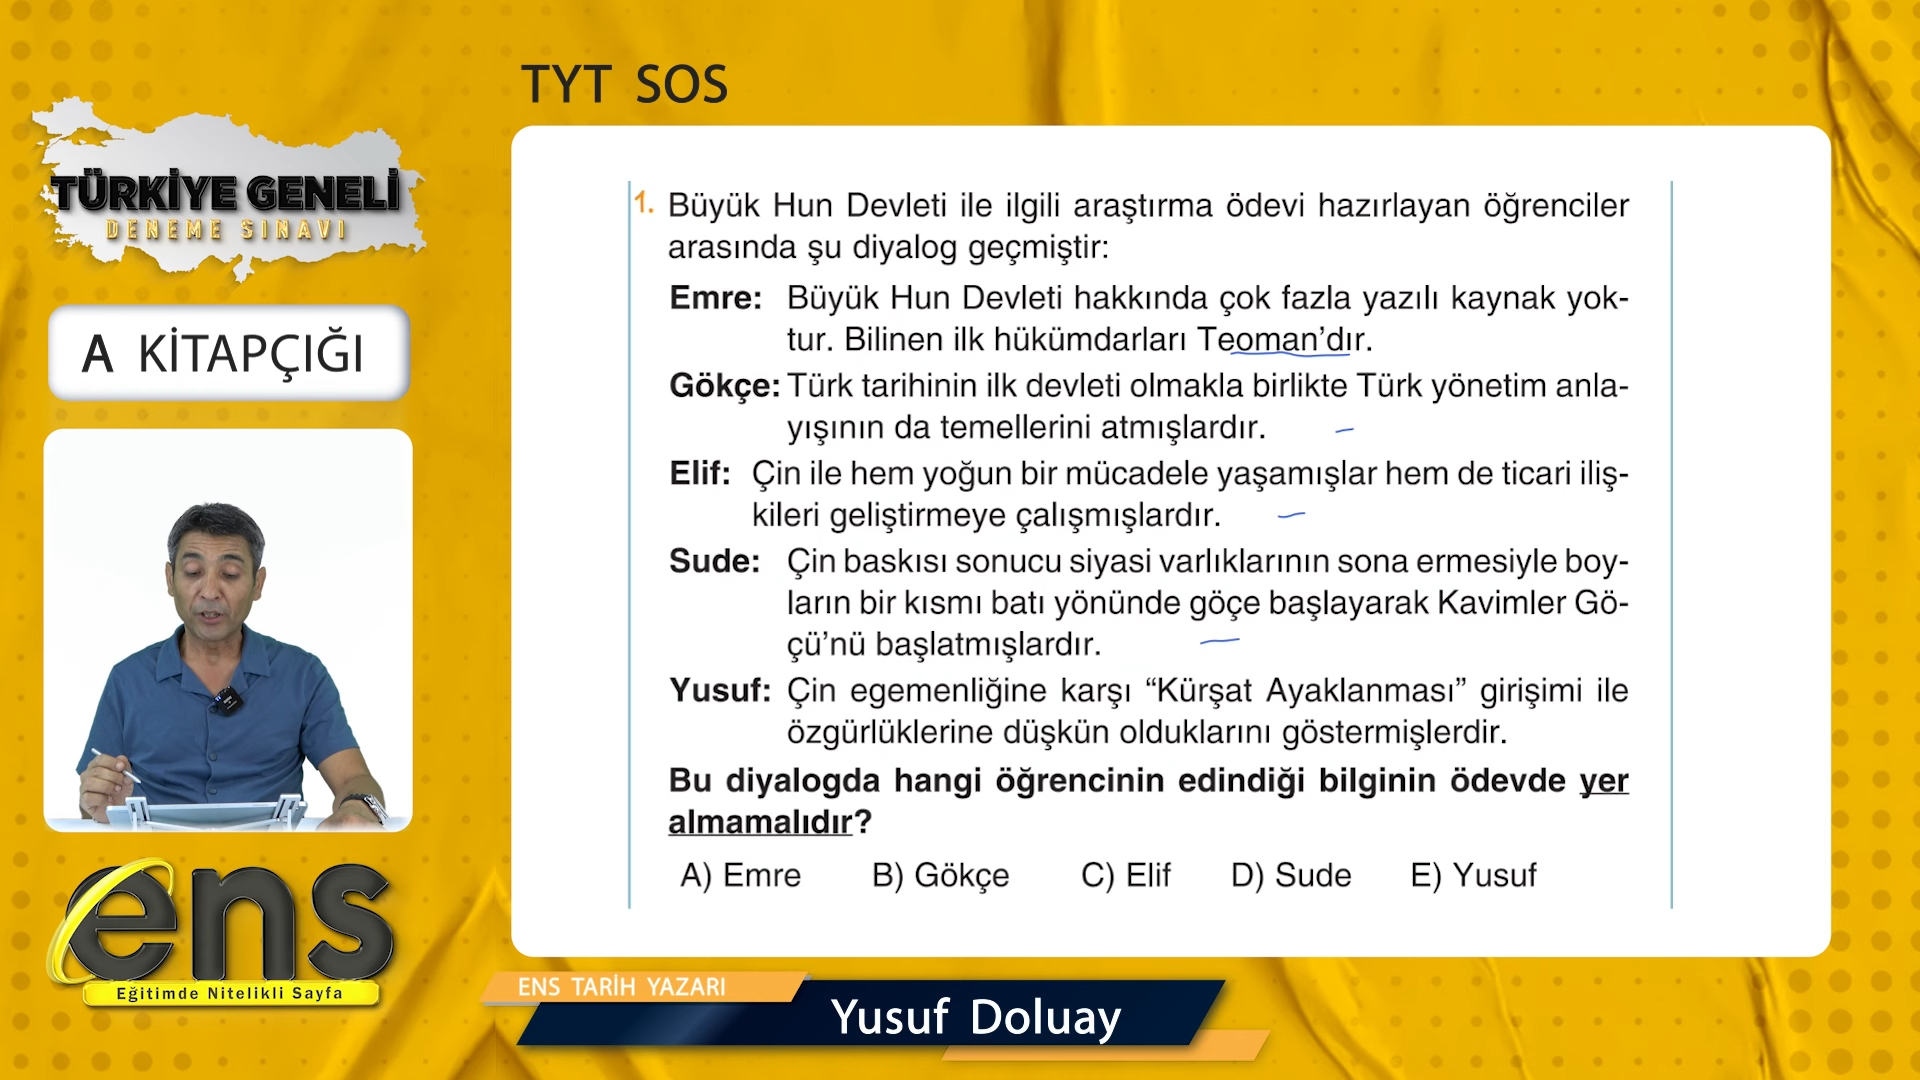 TYT SOS
TÜRKİYE GENELİ
DENEME SINAVI
A KİTAPÇIĞI
1. Büyük Hun Devleti ile ilgili araştırma ödevi hazırlayan öğrenciler
arasında şu diyalog geçmiştir:
Emre: Büyük Hun Devleti hakkında çok fazla yazılı kaynak yok-
tur. Bilinen ilk hükümdarları Teoman’dır.
Gökçe: Türk tarihinin ilk devleti olmakla birlikte Türk yönetim anla-
yışının da temellerini atmışlardır.
Elif: Çin ile hem yoğun bir mücadele yaşamışlar hem de ticari iliş-
kileri geliştirmeye çalışmışlardır.
Sude: Çin baskısı sonucu siyasi varlıklarının sona ermesiyle boy-
ların bir kısmı batı yönünde göçe başlayarak Kavimler Gö-
çü’nü başlatmışlardır.
Yusuf: Çin egemenliğine karşı “Kürşat Ayaklanması” girişimi ile
özgürlüklerine düşkün olduklarını göstermişlerdir.
Bu diyalogda hangi öğrencinin edindiği bilginin ödevde yer
almamalıdır?
A) Emre B) Gökçe C) Elif D) Sude E) Yusuf
ens
Eğitimde Nitelikli Sayfa
ENS TARİH YAZARI
Yusuf Doluay